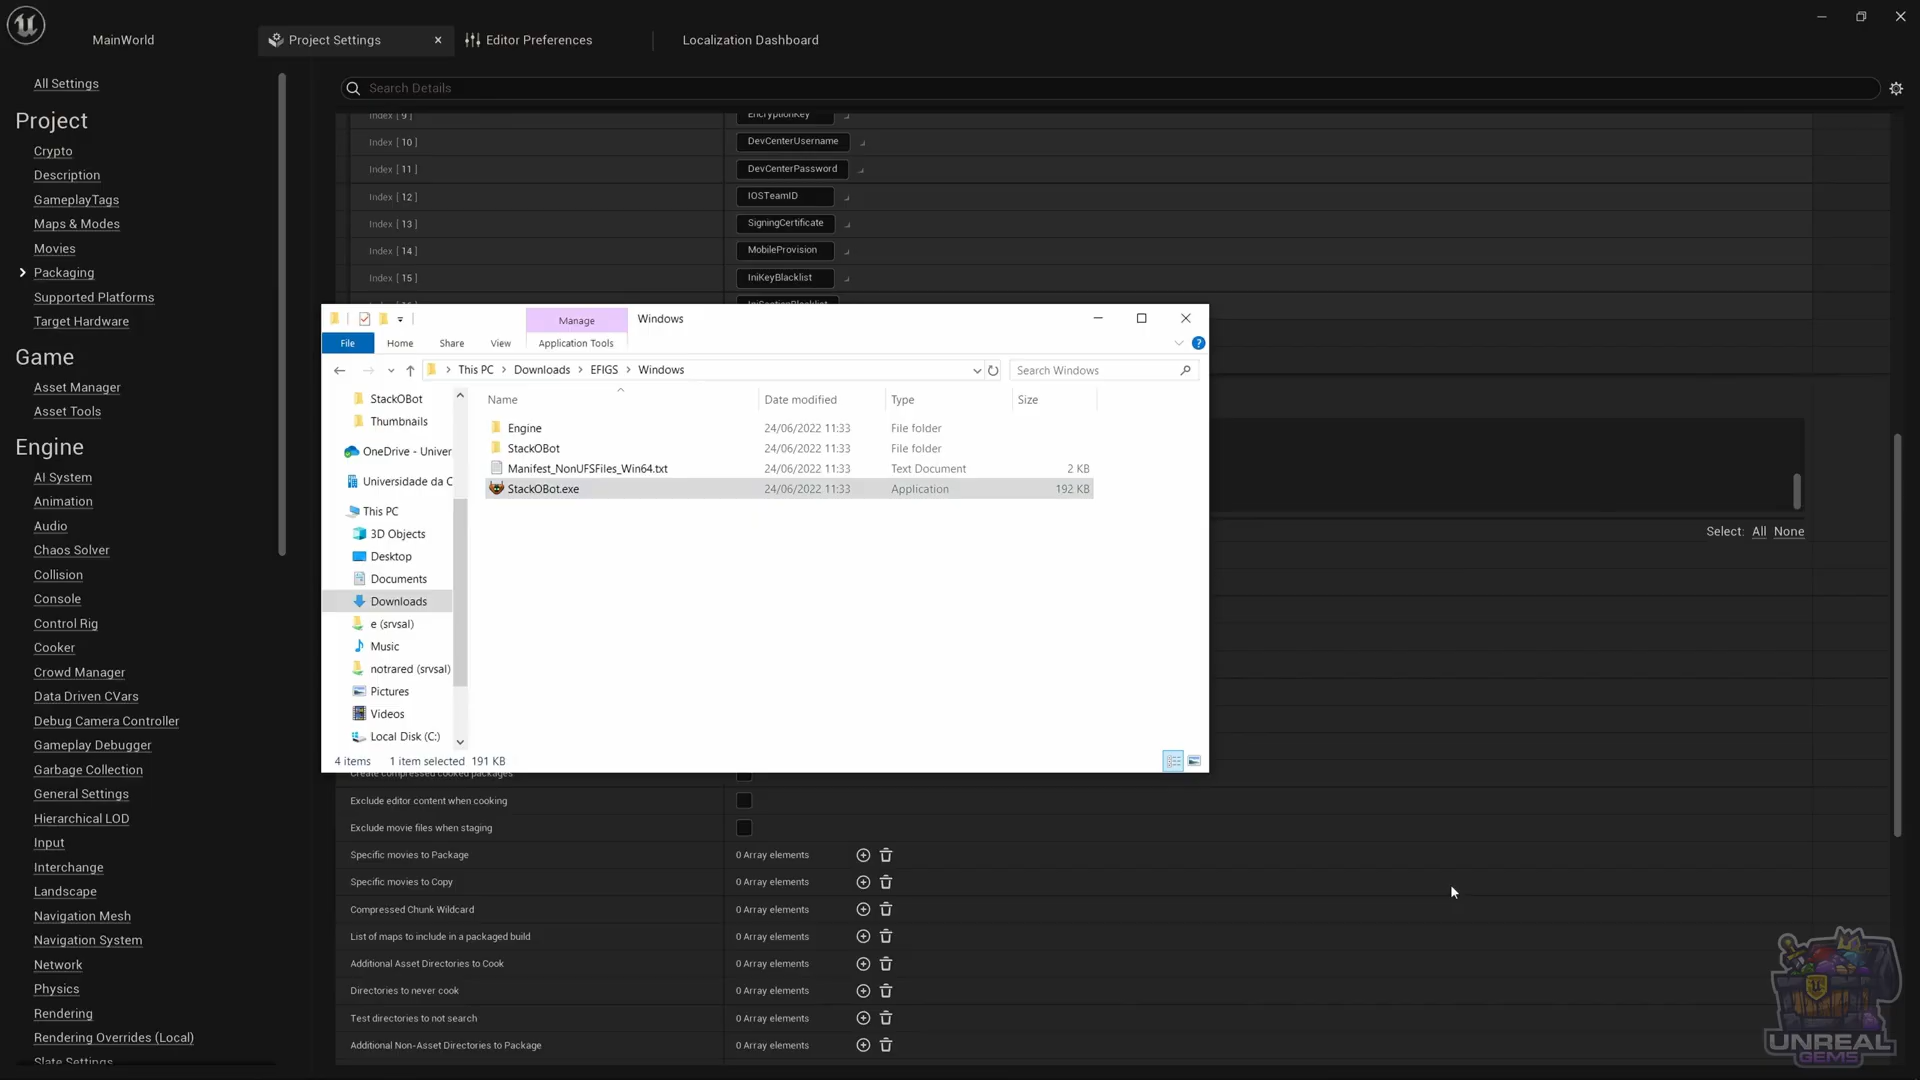 MainWorld
Project Settings
Editor Preferences
Localization Dashboard
All Settings
Project
Crypto
Description
GameplayTags
Maps & Modes
Movies
Packaging
Supported Platforms
Target Hardware
Game
Asset Manager
Asset Tools
Engine
AI System
Animation
Audio
Chaos Solver
Collision
Console
Control Rig
Cooker
Crowd Manager
Data Driven CVars
Debug Camera Controller
Gameplay Debugger
Garbage Collection
General Settings
Hierarchical LOD
Input
Interchange
Landscape
Navigation Mesh
Navigation System
Network
Physics
Rendering
Rendering Overrides (Local)
Slate Settings
Search Details
Index [ 9 ] EncryptionKey
Index [ 10 ] DevCenterUsername
Index [ 11 ] DevCenterPassword
Index [ 12 ] IOSTeamID
Index [ 13 ] SigningCertificate
Index [ 14 ] MobileProvision
Index [ 15 ] IniKeyBlacklist
IniSectionBlacklist
Select: All None
Manage
Windows
File Home Share View Application Tools
This PC > Downloads > EFIGS > Windows
Search Windows
StackOBot
Thumbnails
OneDrive - Univer
Universidade da C
This PC
3D Objects
Desktop
Documents
Downloads
e (srvsal)
Music
notrared (srvsal)
Pictures
Videos
Local Disk (C:)
Name Date modified Type Size
Engine 24/06/2022 11:33 File folder
StackOBot 24/06/2022 11:33 File folder
Manifest_NonUFSFiles_Win64.txt 24/06/2022 11:33 Text Document 2 KB
StackOBot.exe 24/06/2022 11:33 Application 192 KB
4 items 1 item selected 191 KB
Create compressed cooked packages
Exclude editor content when cooking
Exclude movie files when staging
Specific movies to Package 0 Array elements
Specific movies to Copy 0 Array elements
Compressed Chunk Wildcard 0 Array elements
List of maps to include in a packaged build 0 Array elements
Additional Asset Directories to Cook 0 Array elements
Directories to never cook 0 Array elements
Test directories to not search 0 Array elements
Additional Non-Asset Directories to Package 0 Array elements
UNREAL
GEMS